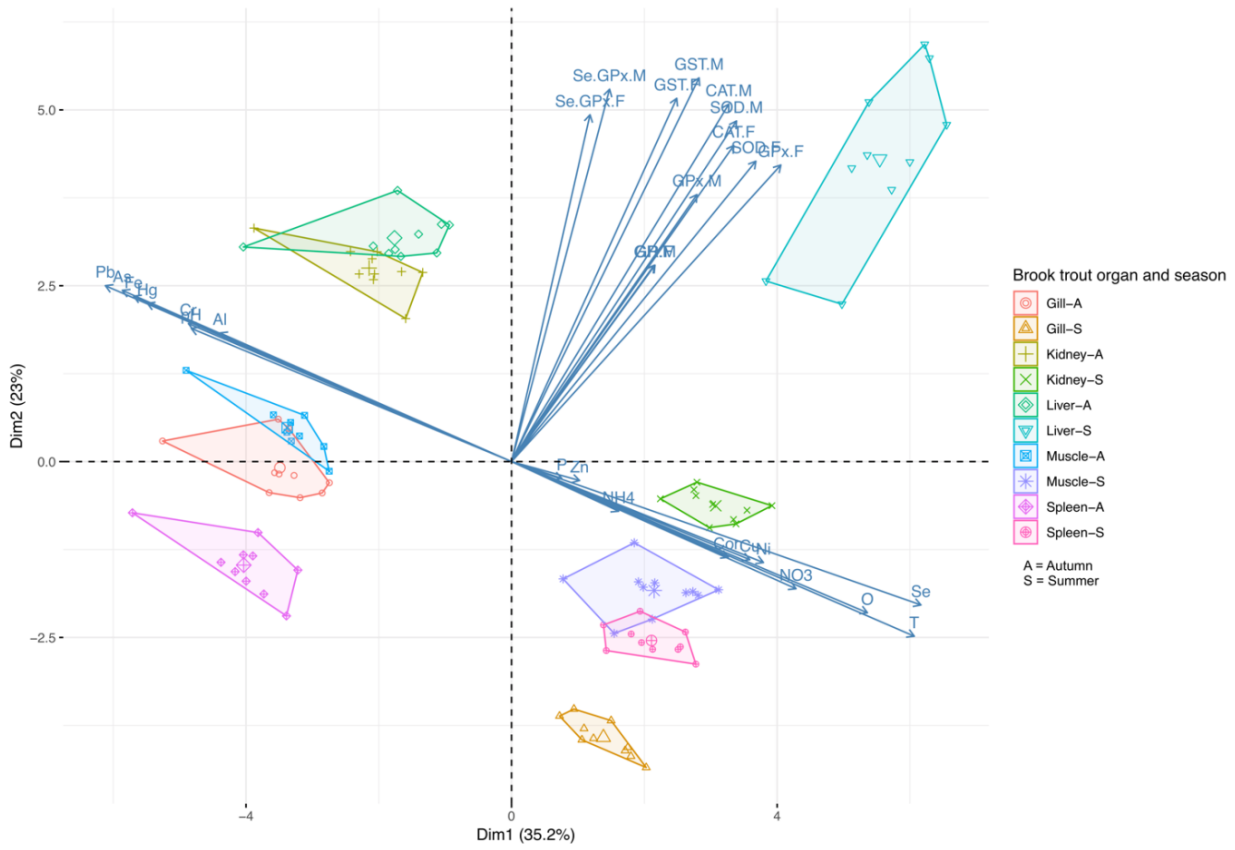 GST.M
Se.GPx.M
GST.F
Se.GPx.F
CAT.M
SOD.M
CAT.F
SOD.F
GPx.F
GPx.M
Pb
As
Fe
Hg
Cr
Al
P
Zn
NH4
Con
Cu
Ni
NO3
Se
O
T
5.0
2.5
0.0
−2.5
−4
0
4
Dim1 (35.2%)
Dim2 (23%)
Brook trout organ and season
Gill−A
Gill−S
Kidney−A
Kidney−S
Liver−A
Liver−S
Muscle−A
Muscle−S
Spleen−A
Spleen−S
A = Autumn
S = Summer